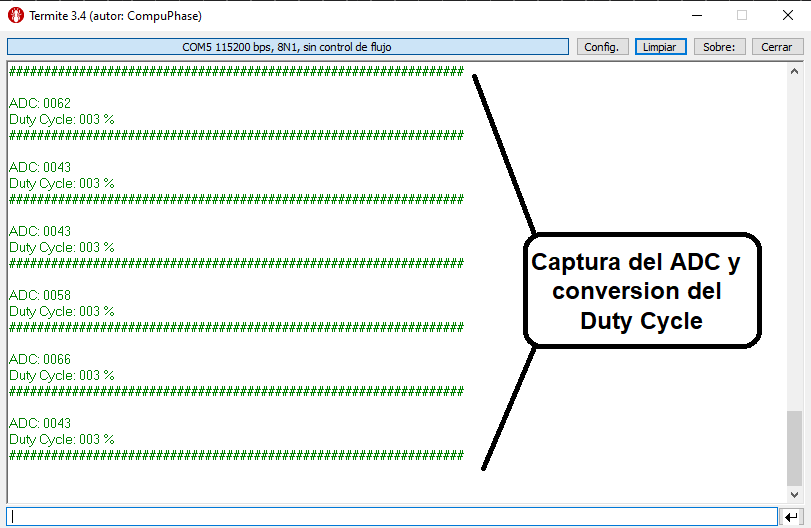 Termite 3.4 (autor: CompuPhase)
COM5 115200 bps, 8N1, sin control de flujo
Config.
Limpiar
Sobre:
Cerrar
#################################################################
ADC: 0062
Duty Cycle: 003 %
#################################################################
ADC: 0043
Duty Cycle: 003 %
#################################################################
ADC: 0043
Duty Cycle: 003 %
#################################################################
ADC: 0058
Duty Cycle: 003 %
#################################################################
ADC: 0066
Duty Cycle: 003 %
#################################################################
ADC: 0043
Duty Cycle: 003 %
#################################################################
Captura del ADC y
conversion del
Duty Cycle